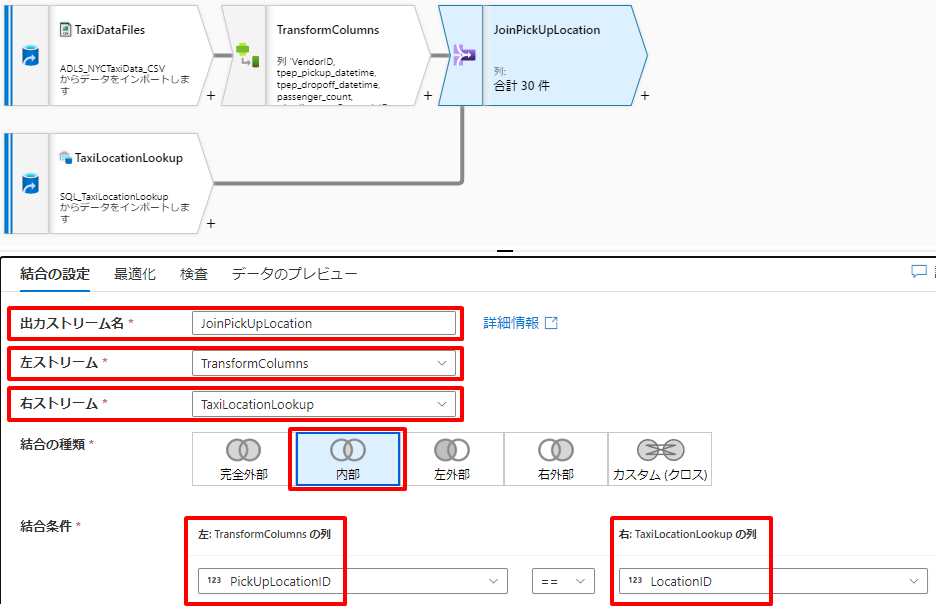 TaxiDataFiles
ADLS_NYCTaxiData_CSV
からデータをインポートしま
す
+
TransformColumns
列 'VendorID,
tpep_pickup_datetime,
tpep_dropoff_datetime,
passenger_count,
+
JoinPickUpLocation
列:
合計 30 件
+
TaxiLocationLookup
SQL_TaxiLocationLookup
からデータをインポートしま
す
+
結合の設定 最適化 検査 データのプレビュー
出力ストリーム名 * JoinPickUpLocation 詳細情報
左ストリーム * TransformColumns
右ストリーム * TaxiLocationLookup
結合の種類 *
完全外部 内部 左外部 右外部 カスタム (クロス)
結合条件 *
左: TransformColumns の列 右: TaxiLocationLookup の列
123 PickUpLocationID == 123 LocationID